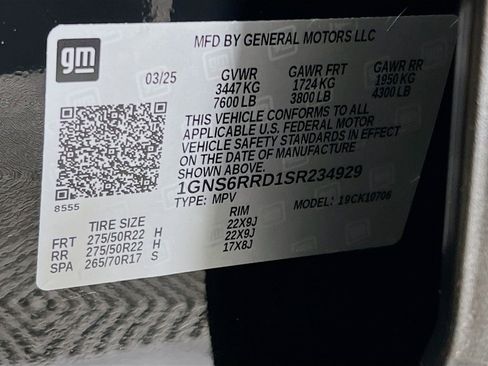 gm
MFD BY GENERAL MOTORS LLC
03/25 GVWR GAWR FRT GAWR RR
3447 KG 1724 KG 1950 KG
7600 LB 3800 LB 4300 LB
THIS VEHICLE CONFORMS TO ALL
APPLICABLE U.S. FEDERAL MOTOR
VEHICLE SAFETY STANDARDS IN EFFECT
ON THE DATE OF MANUFACTURE SHOWN ABOVE.
1GNS6RRD1SR234929
8555
TYPE: MPV MODEL: 19CK10706
TIRE SIZE RIM
FRT 275/50R22 H 22X9J
RR 275/50R22 H 22X9J
SPA 265/70R17 S 17X8J